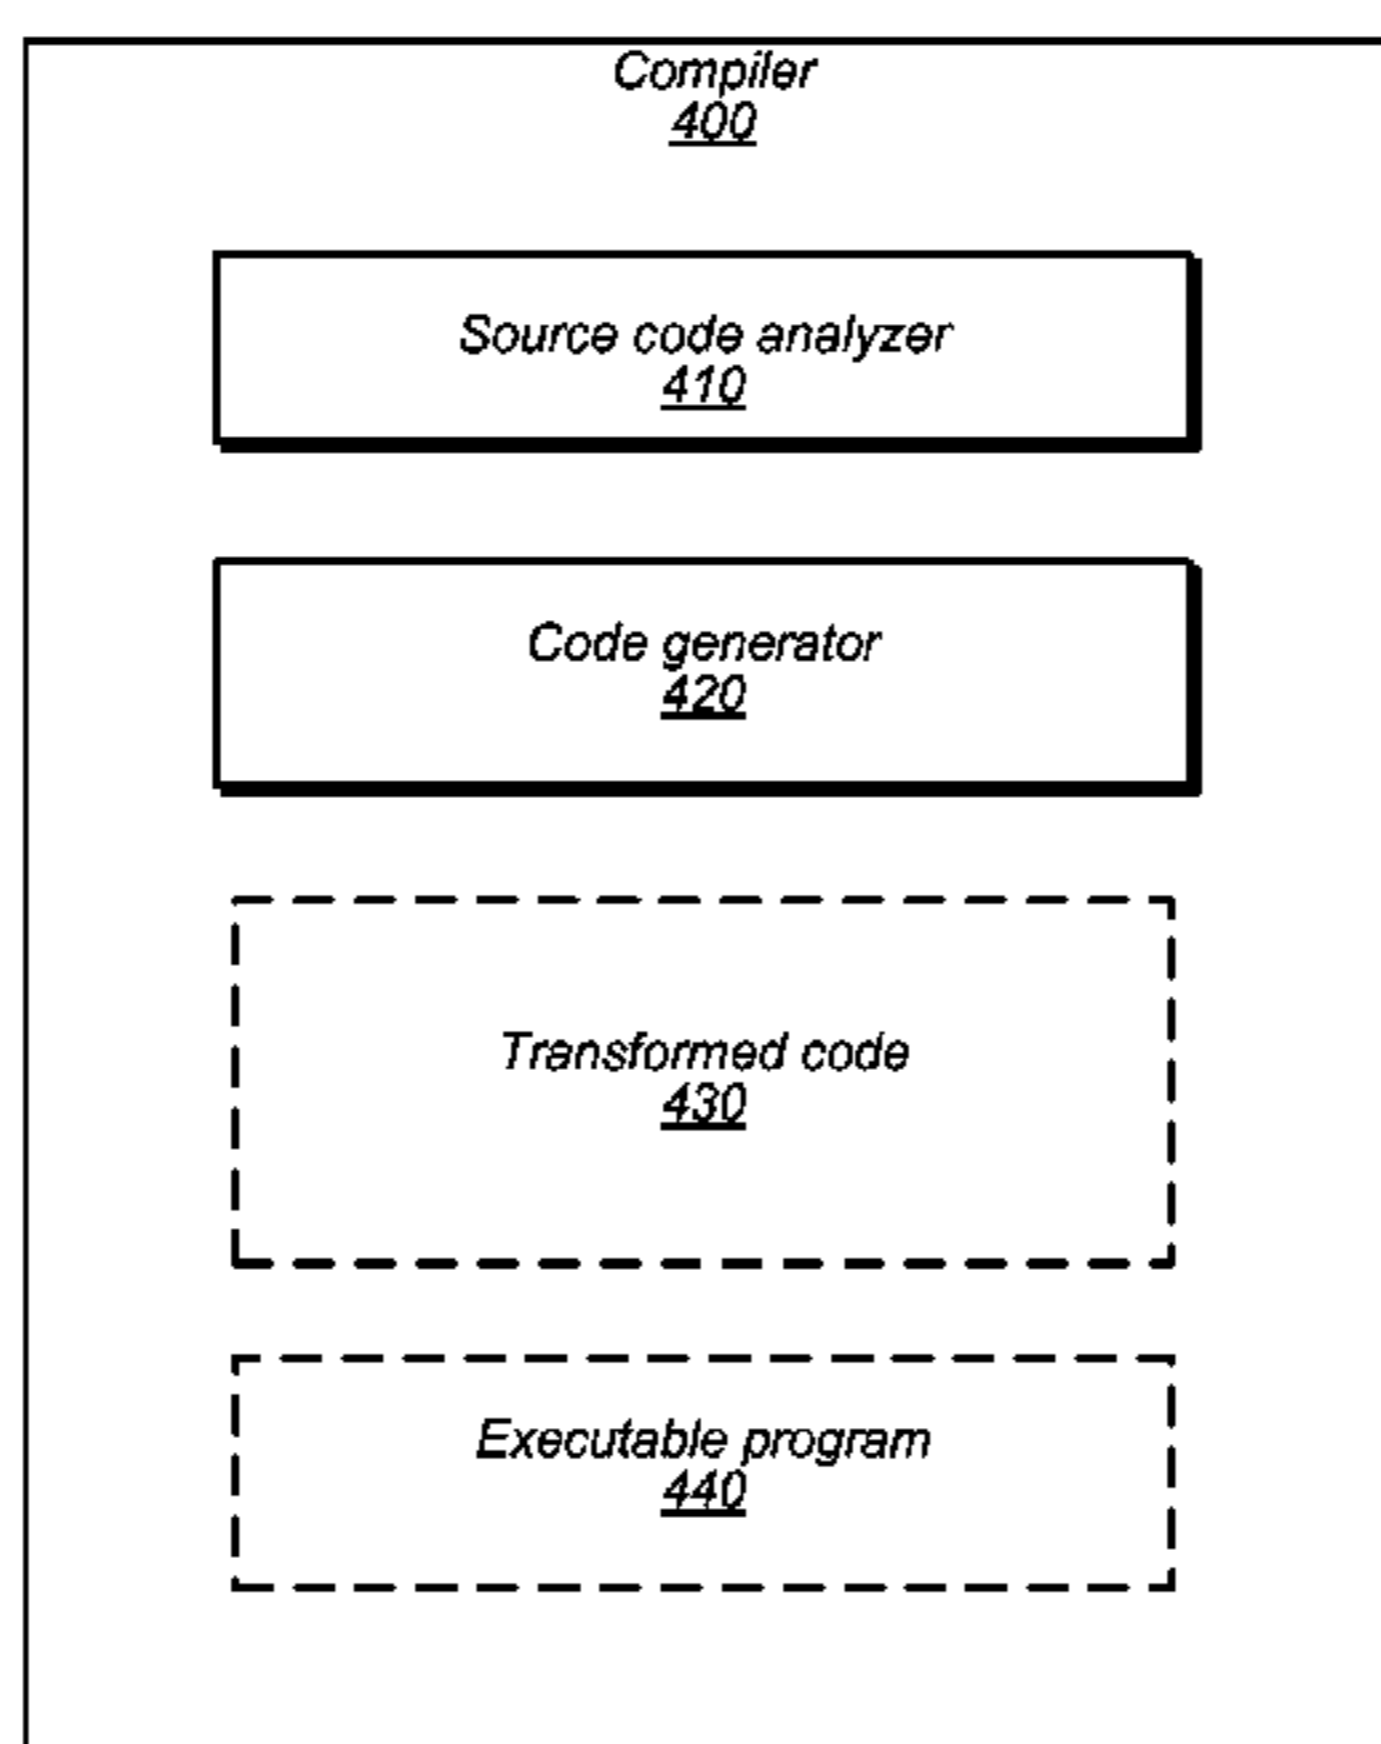 Compiler
400
Source code analyzer
410
Code generator
420
Transformed code
430
Executable program
440